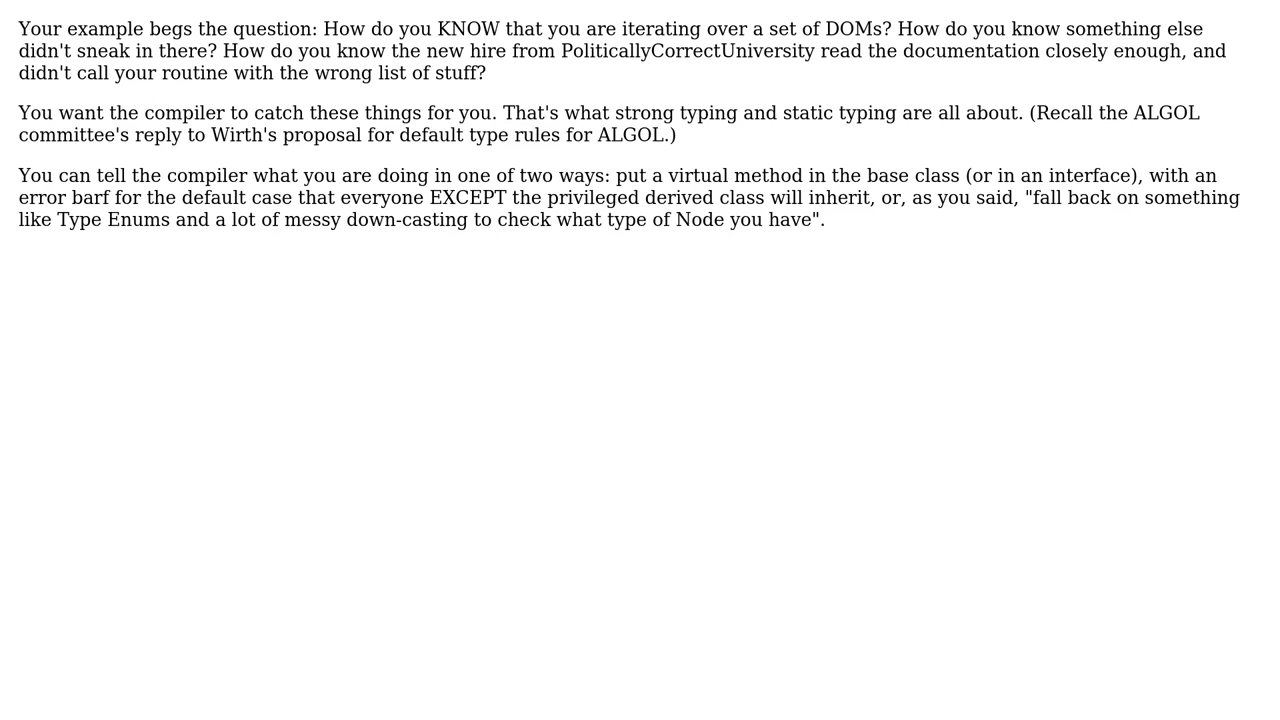 Your example begs the question: How do you KNOW that you are iterating over a set of DOMs? How do you know something else
didn't sneak in there? How do you know the new hire from PoliticallyCorrectUniversity read the documentation closely enough, and
didn't call your routine with the wrong list of stuff?
You want the compiler to catch these things for you. That's what strong typing and static typing are all about. (Recall the ALGOL
committee's reply to Wirth's proposal for default type rules for ALGOL.)
You can tell the compiler what you are doing in one of two ways: put a virtual method in the base class (or in an interface), with an
error barf for the default case that everyone EXCEPT the privileged derived class will inherit, or, as you said, "fall back on something
like Type Enums and a lot of messy down-casting to check what type of Node you have".